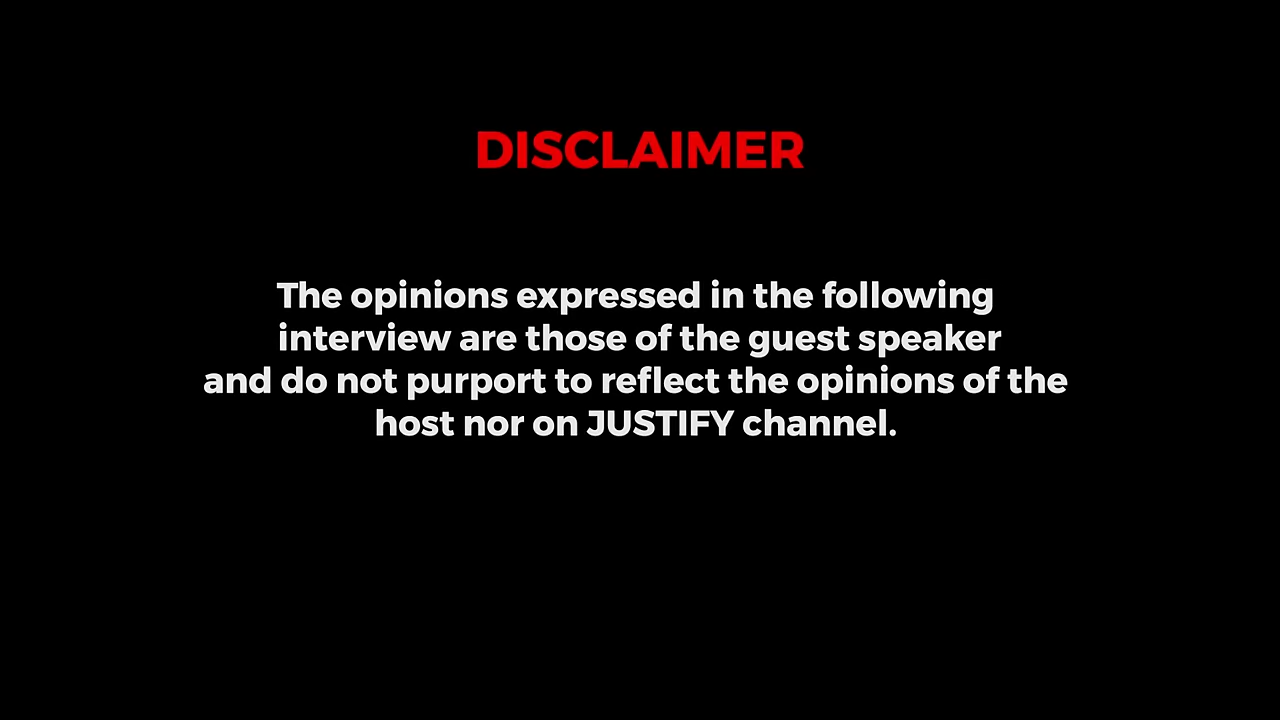 DISCLAIMER
The opinions expressed in the following
interview are those of the guest speaker
and do not purport to reflect the opinions of the
host nor on JUSTIFY channel.